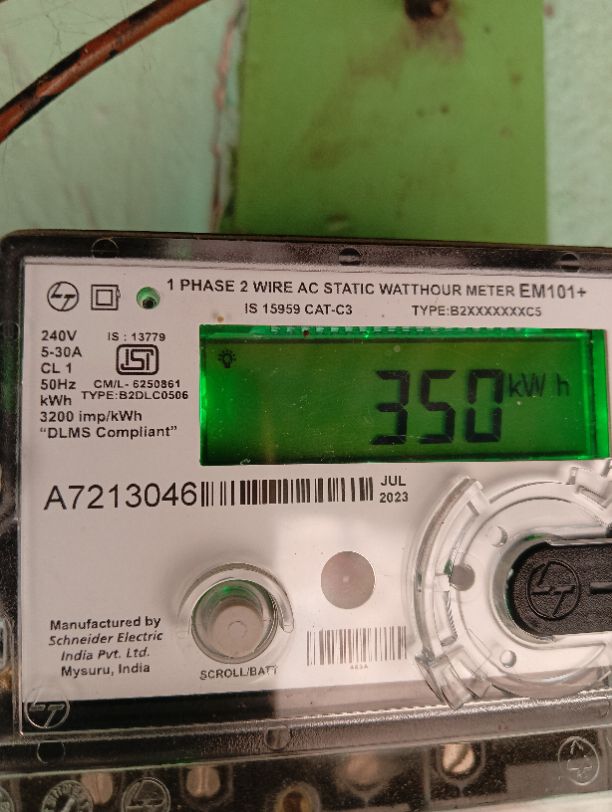 1 PHASE 2 WIRE AC STATIC WATTHOUR METER EM101+
IS 15959 CAT-C3 TYPE:B2XXXXXXXC5
240V
5-30A
CL 1
50Hz
kWh
3200 imp/kWh
"DLMS Compliant"
IS : 13779
ISI
CM/L- 6250861
TYPE:B2DLC0506
350 kW h
A7213046
JUL
2023
Manufactured by
Schneider Electric
India Pvt. Ltd.
Mysuru, India
SCROLL/BATT